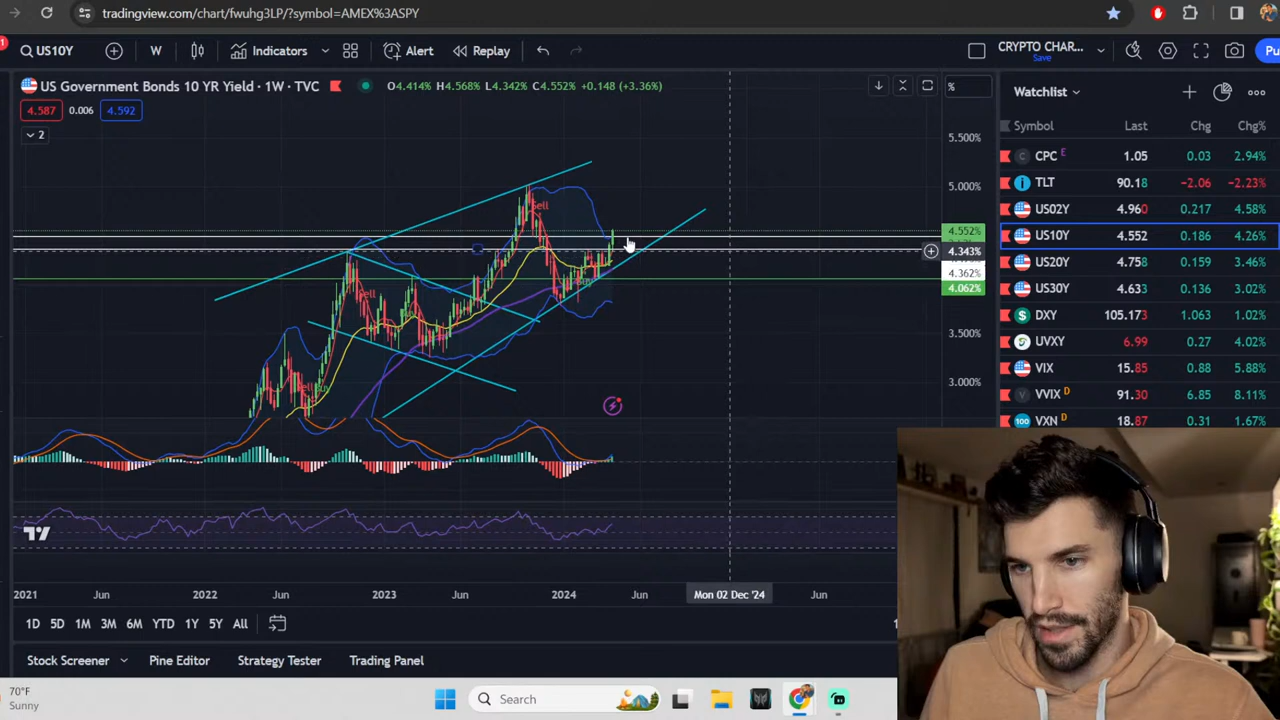 tradingview.com/chart/fwuhg3LP/?symbol=AMEX%3ASPY
US10Y W Indicators Alert Replay CRYPTO CHAR... Save Pu
US Government Bonds 10 YR Yield · 1W · TVC O4.414% H4.568% L4.342% C4.552% +0.148 (+3.36%) %
4.587 0.006 4.592
2
5.500%
5.000%
4.552%
4.343%
4.362%
4.062%
3.500%
3.000%
Sell
Sell
Sell
Watchlist
Symbol Last Chg Chg%
CPC E 1.05 0.03 2.94%
TLT 90.18 −2.06 −2.23%
US02Y 4.960 0.217 4.58%
US10Y 4.552 0.186 4.26%
US20Y 4.758 0.159 3.46%
US30Y 4.633 0.136 3.02%
DXY 105.173 1.063 1.02%
UVXY 6.99 0.27 4.02%
VIX 15.85 0.88 5.88%
VVIX D 91.30 6.85 8.11%
VXN D 18.87 0.31 1.67%
2021 Jun 2022 Jun 2023 Jun 2024 Jun Mon 02 Dec '24 Jun
1D 5D 1M 3M 6M YTD 1Y 5Y All
Stock Screener Pine Editor Strategy Tester Trading Panel
70°F
Sunny
Search